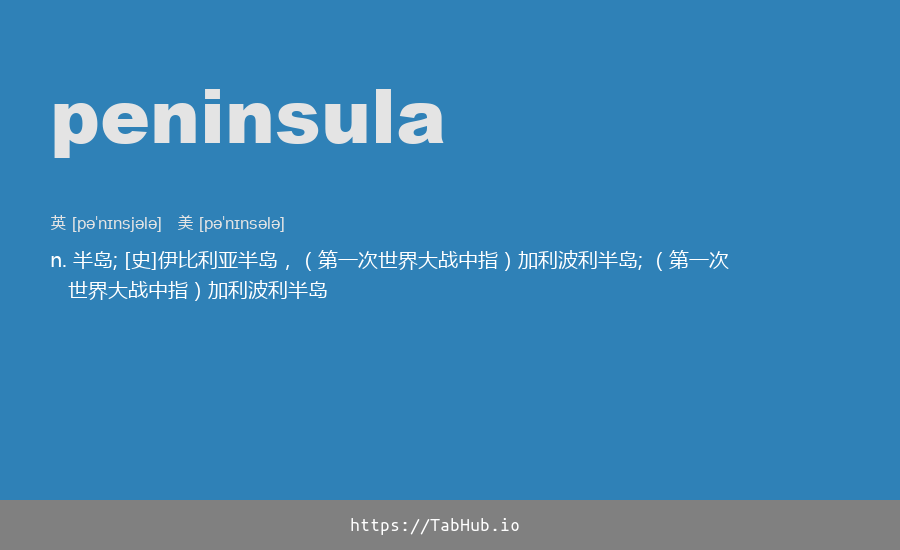 peninsula
英 [pəˈnɪnsjələ] 美 [pəˈnɪnsələ]
n. 半岛; [史]伊比利亚半岛，（第一次世界大战中指）加利波利半岛; （第一次
世界大战中指）加利波利半岛
https://TabHub.io